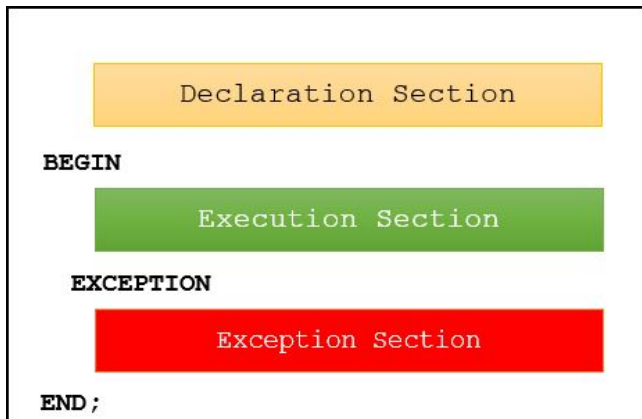 Declaration Section
BEGIN
Execution Section
EXCEPTION
Exception Section
END;